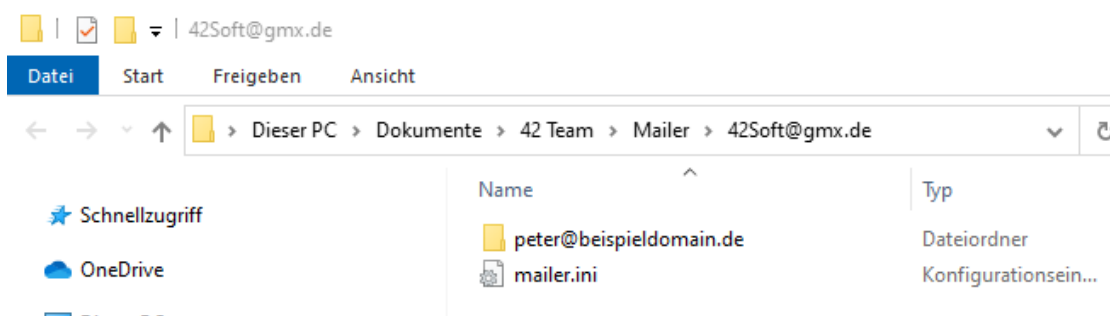 42Soft@gmx.de
Datei Start Freigeben Ansicht
Dieser PC > Dokumente > 42 Team > Mailer > 42Soft@gmx.de
Name Typ
Schnellzugriff
peter@beispieldomain.de Dateiordner
OneDrive
mailer.ini Konfigurationsein...